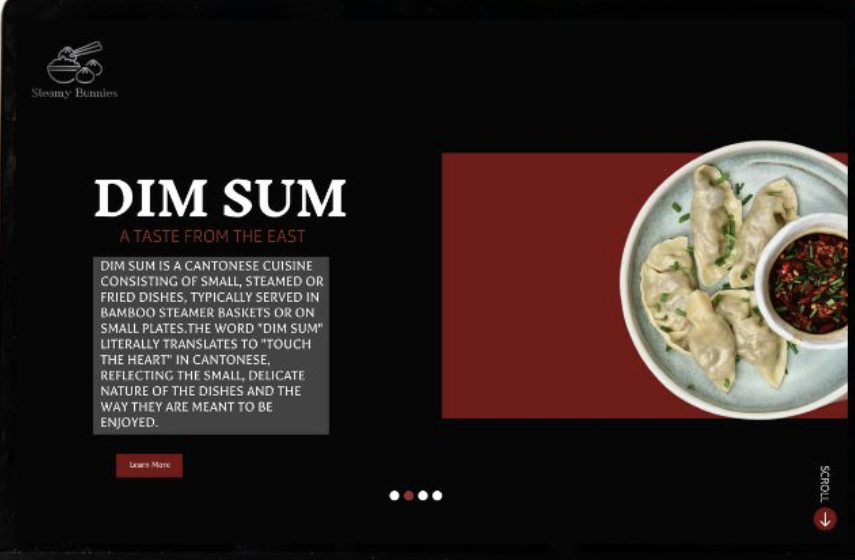 Steamy Bunnies
DIM SUM
A TASTE FROM THE EAST
DIM SUM IS A CANTONESE CUISINE
CONSISTING OF SMALL, STEAMED OR
FRIED DISHES, TYPICALLY SERVED IN
BAMBOO STEAMER BASKETS OR ON
SMALL PLATES.THE WORD "DIM SUM"
LITERALLY TRANSLATES TO "TOUCH
THE HEART" IN CANTONESE,
REFLECTING THE SMALL, DELICATE
NATURE OF THE DISHES AND THE
WAY THEY ARE MEANT TO BE
ENJOYED.
Learn More
SCROLL